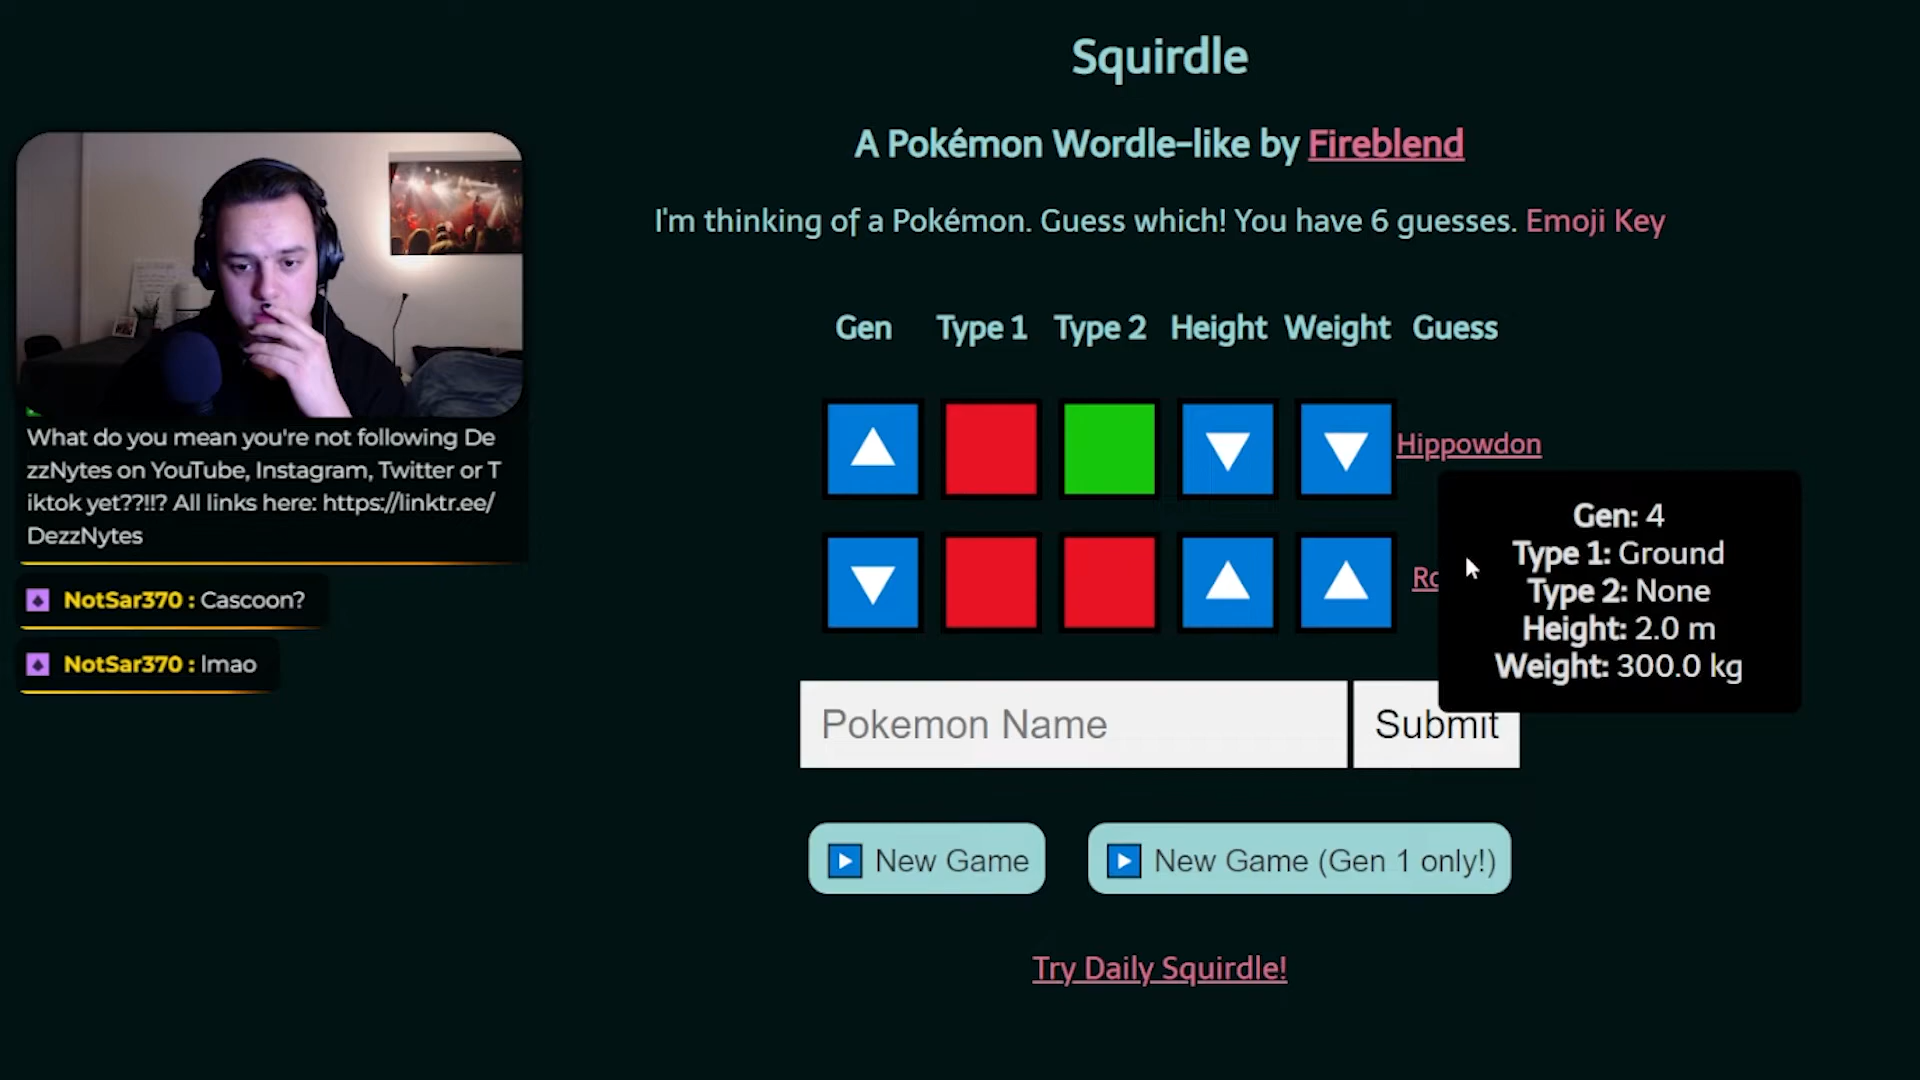 Squirdle
A Pokémon Wordle-like by Fireblend
I'm thinking of a Pokémon. Guess which! You have 6 guesses. Emoji Key
Gen Type 1 Type 2 Height Weight Guess
Hippowdon
Gen: 4
Type 1: Ground
Type 2: None
Height: 2.0 m
Weight: 300.0 kg
Pokemon Name
Submit
New Game
New Game (Gen 1 only!)
Try Daily Squirdle!
What do you mean you're not following De
zzNytes on YouTube, Instagram, Twitter or T
iktok yet??!!? All links here: https://linktr.ee/
DezzNytes
NotSar370 : Cascoon?
NotSar370 : lmao